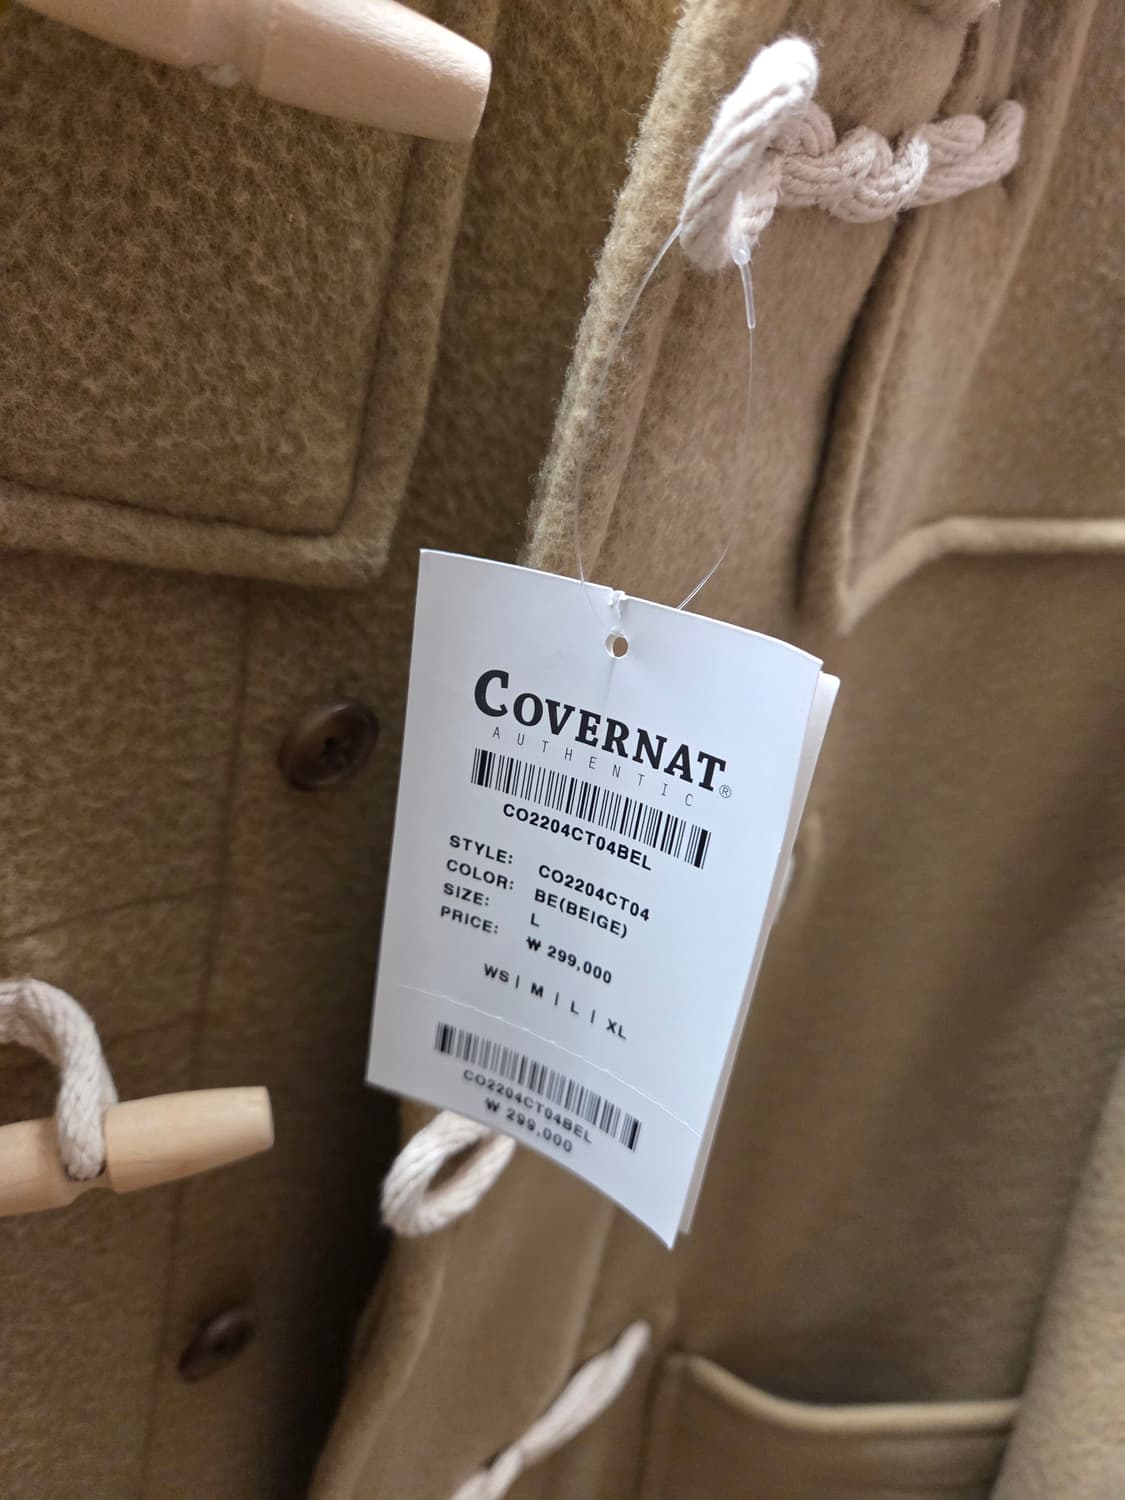 COVERNAT®
AUTHENTIC
CO2204CT04BEL
STYLE: CO2204CT04
COLOR: BE(BEIGE)
SIZE: L
PRICE: ₩ 299,000
WS | M | L | XL
CO2204CT04BEL
₩ 299,000